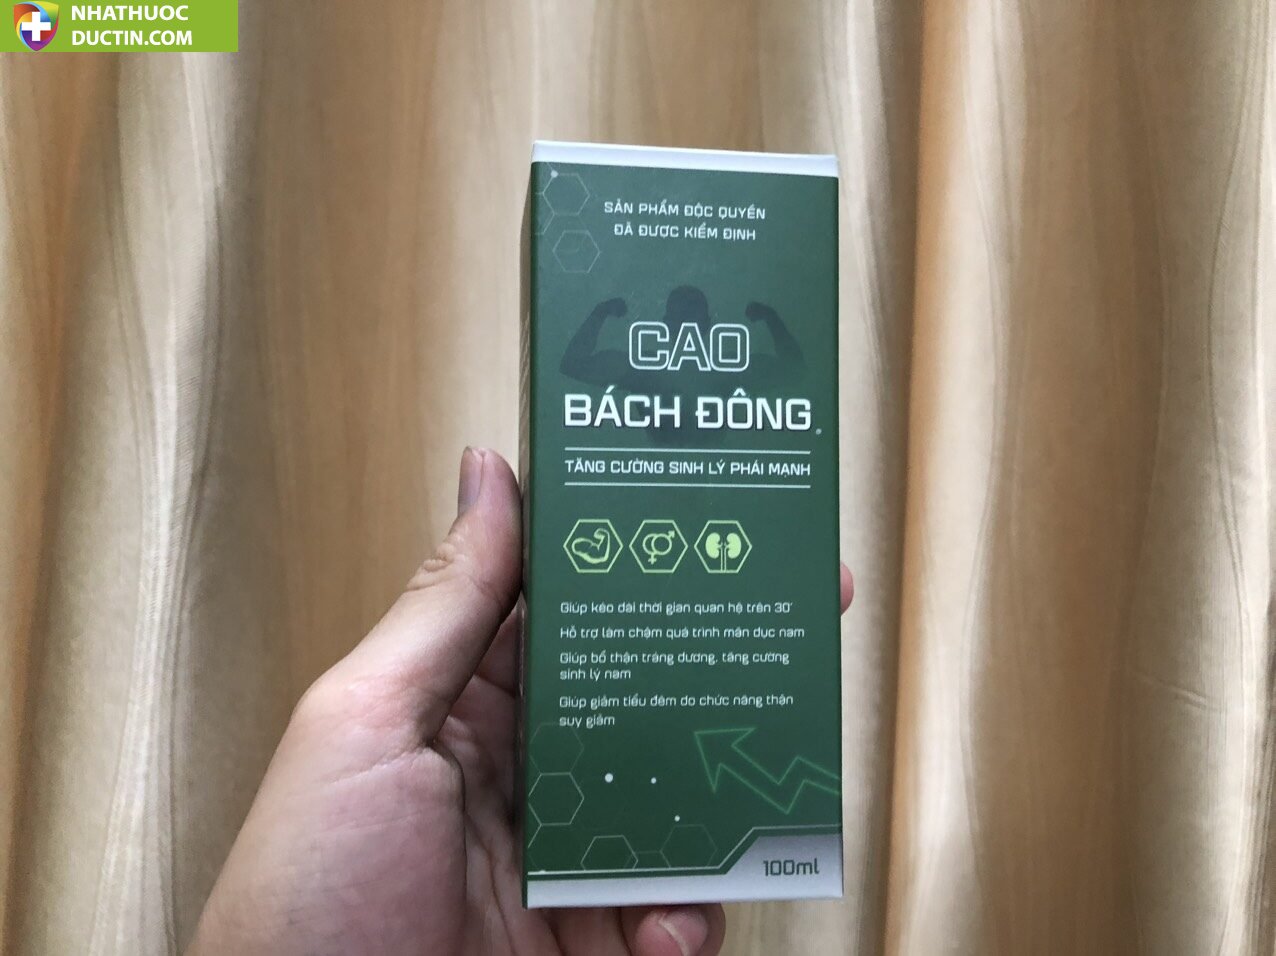 NHATHUOC
DUCTIN.COM
SẢN PHẨM ĐỘC QUYỀN
ĐÃ ĐƯỢC KIỂM ĐỊNH
CAO
BÁCH ĐÔNG
TĂNG CƯỜNG SINH LÝ PHÁI MẠNH
Giúp kéo dài thời gian quan hệ trên 30'
Hỗ trợ làm chậm quá trình mãn dục nam
Giúp bổ thận tráng dương, tăng cường
sinh lý nam
Giúp giảm tiểu đêm do chức năng thận
suy giảm
100ml